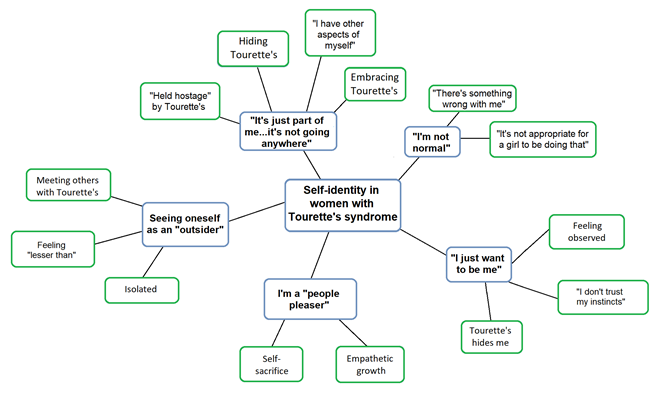 "I have other
aspects of
myself"
Hiding
Tourette's
Embracing
Tourette's
"Held hostage"
by Tourette's
"It's just part of
me...it's not going
anywhere"
"There's something
wrong with me"
"I'm not
normal"
"It's not appropriate for
a girl to be doing that"
Self-identity in
women with
Tourette's syndrome
Meeting others
with Tourette's
Seeing oneself
as an "outsider"
Feeling
"lesser than"
Isolated
Feeling
observed
"I just want
to be me"
"I don't trust
my instincts"
Tourette's
hides me
I'm a "people
pleaser"
Self-
sacrifice
Empathetic
growth